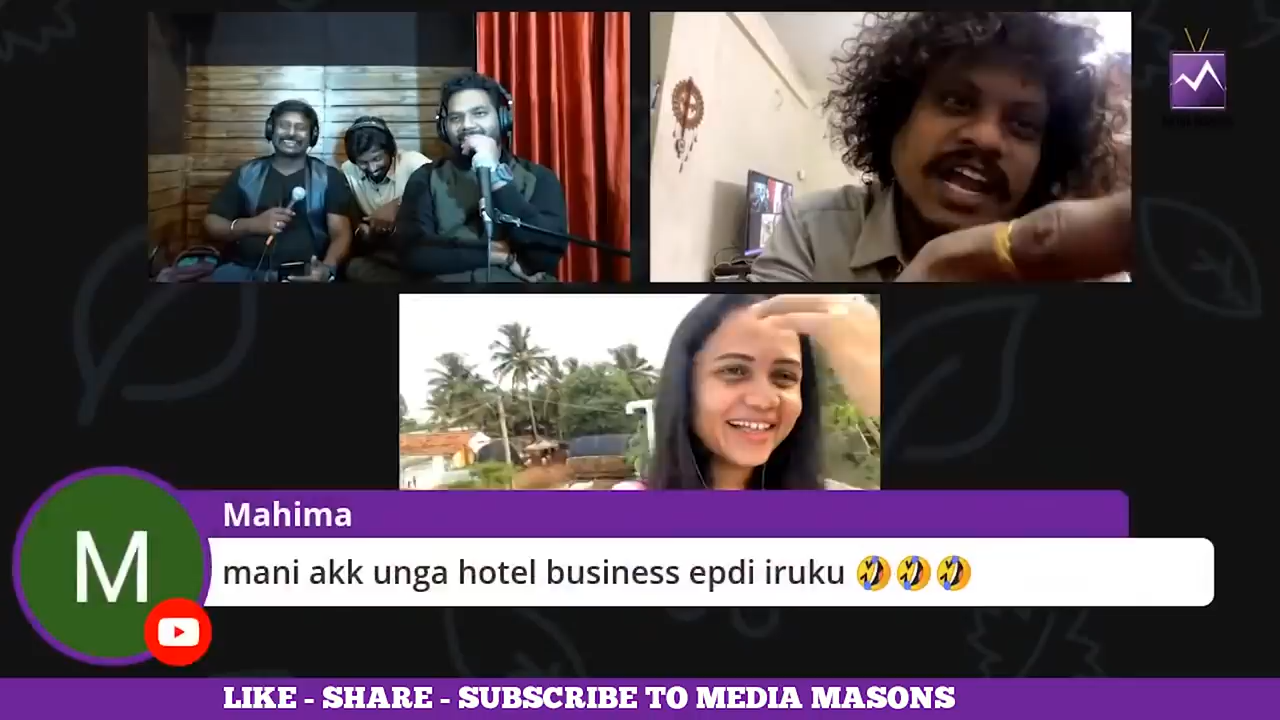 Mahima
M
mani akk unga hotel business epdi iruku 🤣🤣🤣
LIKE - SHARE - SUBSCRIBE TO MEDIA MASONS